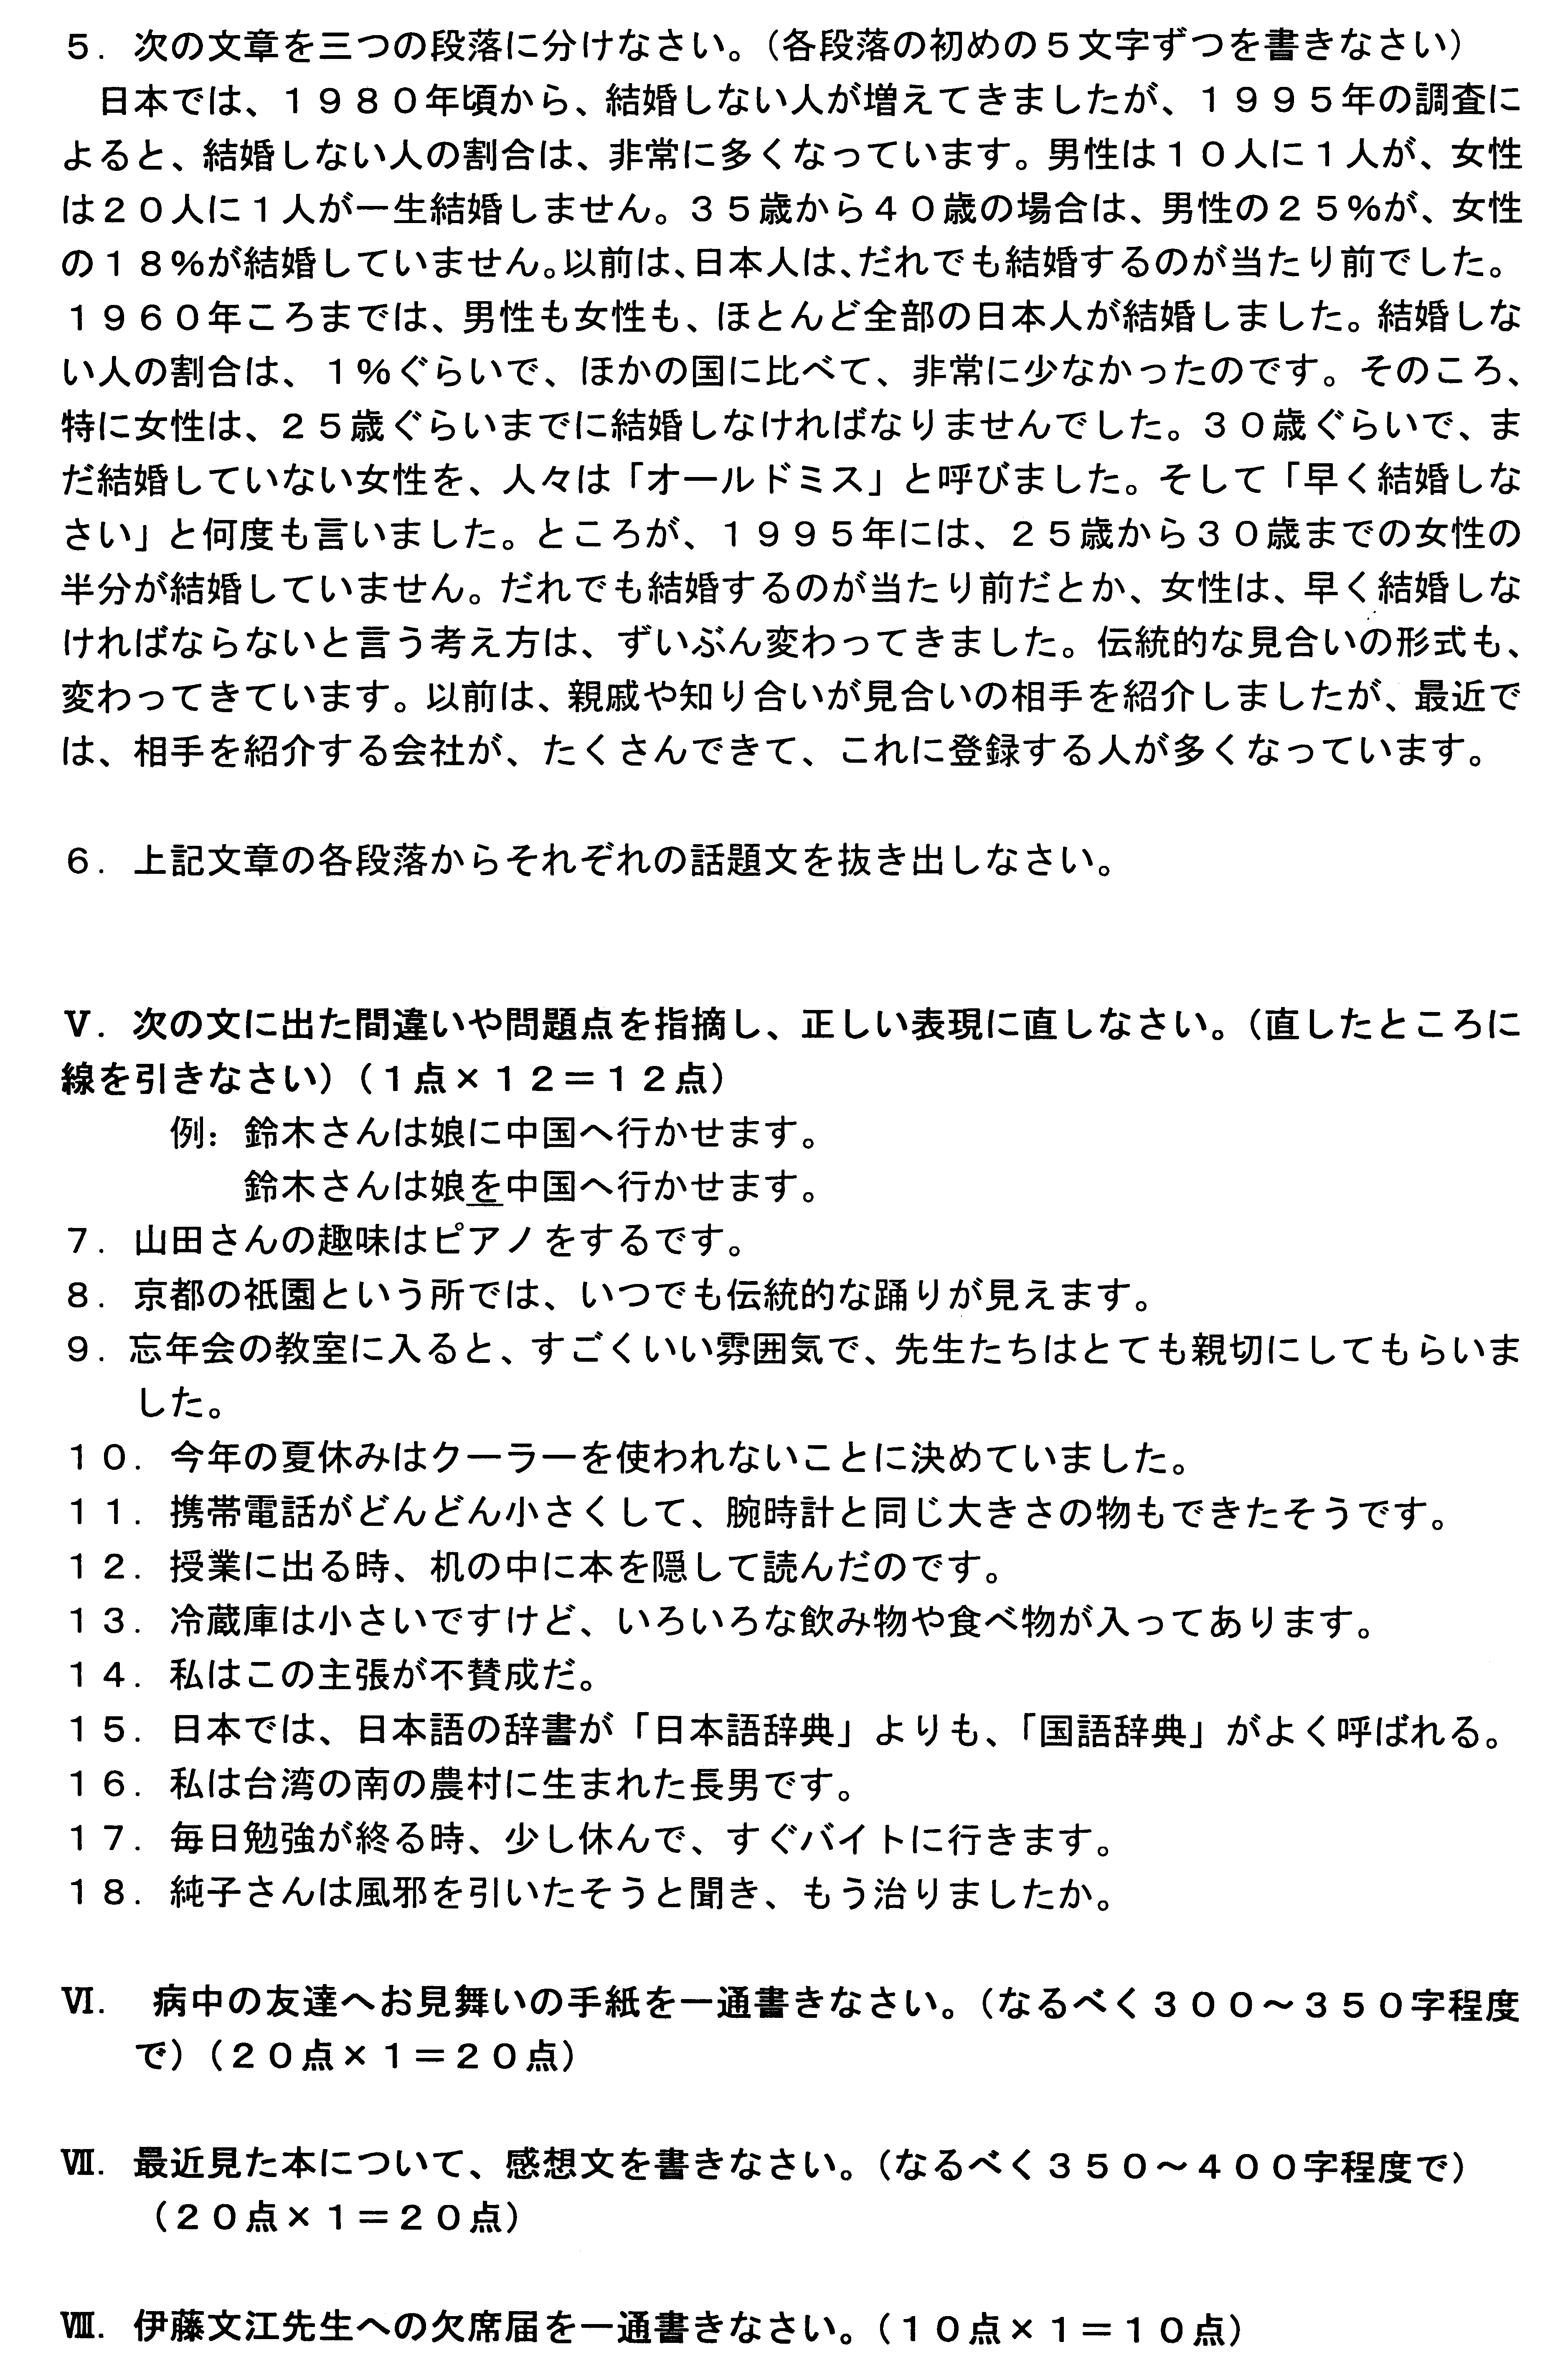 ５．次の文章を三つの段落に分けなさい。（各段落の初めの５文字ずつを書きなさい）
日本では、１９８０年頃から、結婚しない人が増えてきましたが、１９９５年の調査に
よると、結婚しない人の割合は、非常に多くなっています。男性は１０人に１人が、女性
は２０人に１人が一生結婚しません。３５歳から４０歳の場合は、男性の２５％が、女性
の１８％が結婚していません。以前は、日本人は、だれでも結婚するのが当たり前でした。
１９６０年ころまでは、男性も女性も、ほとんど全部の日本人が結婚しました。結婚しな
い人の割合は、１％ぐらいで、ほかの国に比べて、非常に少なかったのです。そのころ、
特に女性は、２５歳ぐらいまでに結婚しなければなりませんでした。３０歳ぐらいで、ま
だ結婚していない女性を、人々は「オールドミス」と呼びました。そして「早く結婚しな
さい」と何度も言いました。ところが、１９９５年には、２５歳から３０歳までの女性の
半分が結婚していません。だれでも結婚するのが当たり前だとか、女性は、早く結婚しな
ければならないと言う考え方は、ずいぶん変わってきました。伝統的な見合いの形式も、
変わってきています。以前は、親戚や知り合いが見合いの相手を紹介しましたが、最近で
は、相手を紹介する会社が、たくさんできて、これに登録する人が多くなっています。
６．上記文章の各段落からそれぞれの話題文を抜き出しなさい。
Ⅴ．次の文に出た間違いや問題点を指摘し、正しい表現に直しなさい。（直したところに
線を引きなさい）（１点×１２＝１２点）
例：鈴木さんは娘に中国へ行かせます。
鈴木さんは娘を中国へ行かせます。
７．山田さんの趣味はピアノをするです。
８．京都の祇園という所では、いつでも伝統的な踊りが見えます。
９．忘年会の教室に入ると、すごくいい雰囲気で、先生たちはとても親切にしてもらいま
した。
１０．今年の夏休みはクーラーを使われないことに決めていました。
１１．携帯電話がどんどん小さくして、腕時計と同じ大きさの物もできたそうです。
１２．授業に出る時、机の中に本を隠して読んだのです。
１３．冷蔵庫は小さいですけど、いろいろな飲み物や食べ物が入ってあります。
１４．私はこの主張が不賛成だ。
１５．日本では、日本語の辞書が「日本語辞典」よりも、「国語辞典」がよく呼ばれる。
１６．私は台湾の南の農村に生まれた長男です。
１７．毎日勉強が終る時、少し休んで、すぐバイトに行きます。
１８．純子さんは風邪を引いたそうと聞き、もう治りましたか。
Ⅵ．　病中の友達へお見舞いの手紙を一通書きなさい。（なるべく３００～３５０字程度
で）（２０点×１＝２０点）
Ⅶ．最近見た本について、感想文を書きなさい。（なるべく３５０～４００字程度で）
（２０点×１＝２０点）
Ⅷ．伊藤文江先生への欠席届を一通書きなさい。（１０点×１＝１０点）